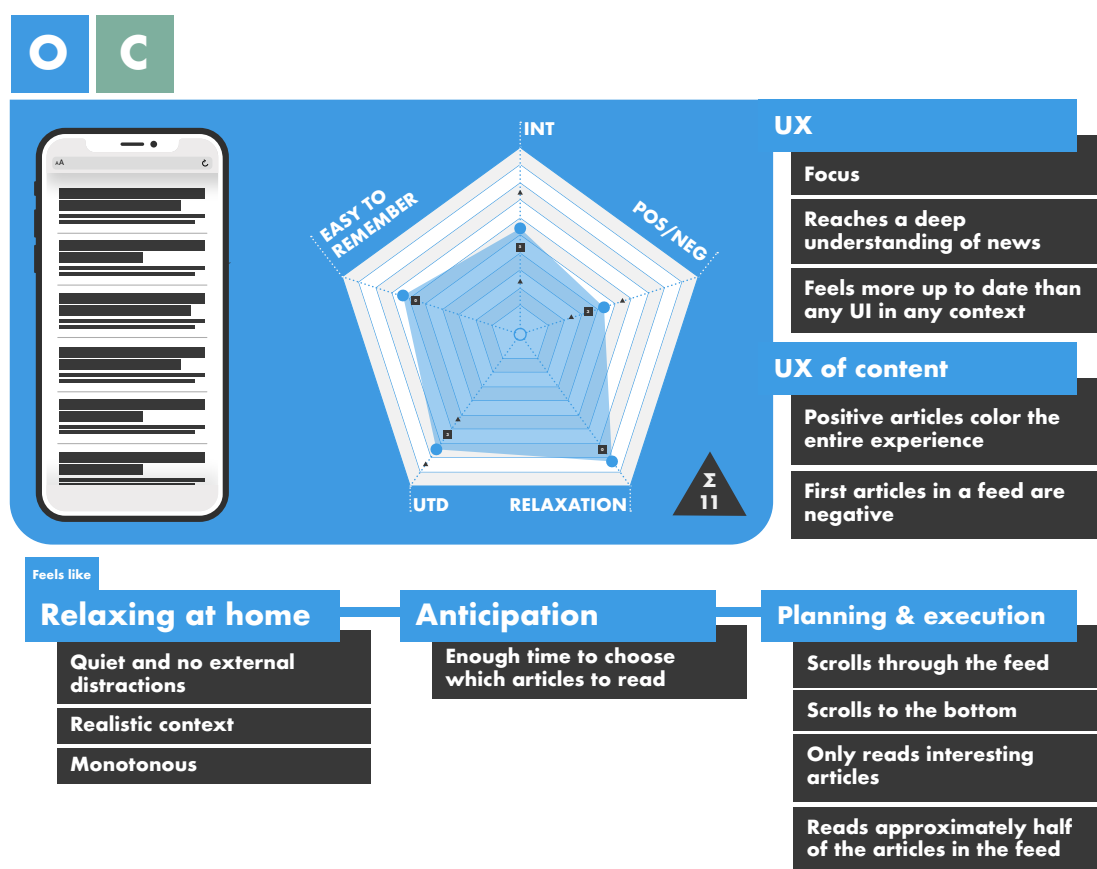 O C
AA
INT
EASY TO
REMEMBER
POS/NEG
UTD
RELAXATION
Σ
11
UX
Focus
Reaches a deep
understanding of news
Feels more up to date than
any UI in any context
UX of content
Positive articles color the
entire experience
First articles in a feed are
negative
Feels like
Relaxing at home
Quiet and no external
distractions
Realistic context
Monotonous
Anticipation
Enough time to choose
which articles to read
Planning & execution
Scrolls through the feed
Scrolls to the bottom
Only reads interesting
articles
Reads approximately half
of the articles in the feed